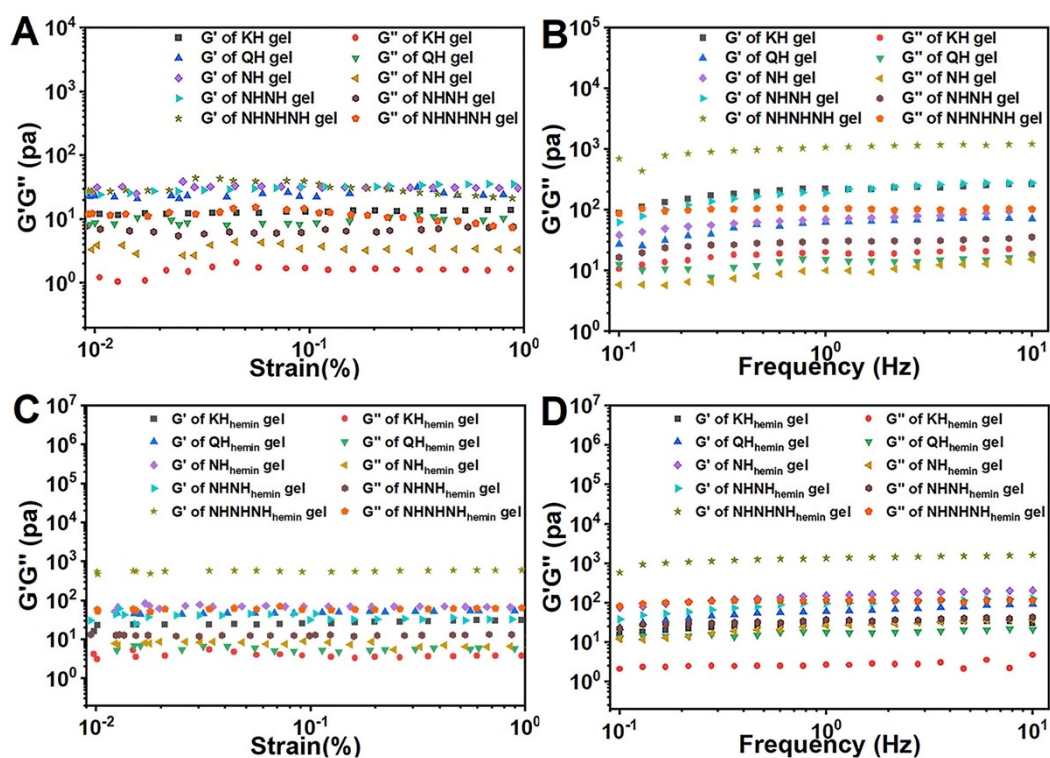 A
G'G'' (pa)
10⁴
10³
10²
10¹
10⁰
G' of KH gel
G'' of KH gel
G' of QH gel
G'' of QH gel
G' of NH gel
G'' of NH gel
G' of NHNH gel
G'' of NHNH gel
G' of NHNHNH gel
G'' of NHNHNH gel
10⁻²
10⁻¹
10⁰
Strain(%)
B
G'G'' (pa)
10⁵
10⁴
10³
10²
10¹
10⁰
G' of KH gel
G'' of KH gel
G' of QH gel
G'' of QH gel
G' of NH gel
G'' of NH gel
G' of NHNH gel
G'' of NHNH gel
G' of NHNHNH gel
G'' of NHNHNH gel
10⁻¹
10⁰
10¹
Frequency (Hz)
C
G'G'' (pa)
10⁷
10⁶
10⁵
10⁴
10³
10²
10¹
10⁰
G' of KHhemin gel
G'' of KHhemin gel
G' of QHhemin gel
G'' of QHhemin gel
G' of NHhemin gel
G'' of NHhemin gel
G' of NHNHhemin gel
G'' of NHNHhemin gel
G' of NHNHNHhemin gel
G'' of NHNHNHhemin gel
10⁻²
10⁻¹
10⁰
Strain(%)
D
G'G'' (pa)
10⁷
10⁶
10⁵
10⁴
10³
10²
10¹
10⁰
G' of KHhemin gel
G'' of KHhemin gel
G' of QHhemin gel
G'' of QHhemin gel
G' of NHhemin gel
G'' of NHhemin gel
G' of NHNHhemin gel
G'' of NHNHhemin gel
G' of NHNHNHhemin gel
G'' of NHNHNHhemin gel
10⁻¹
10⁰
10¹
Frequency (Hz)